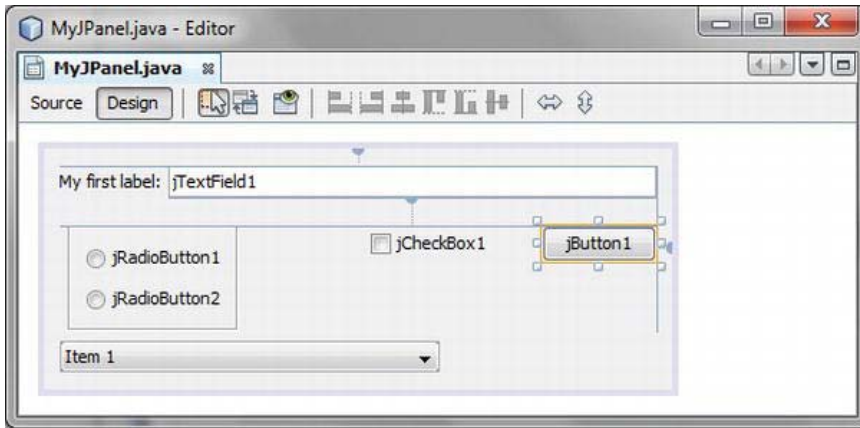 MyJPanel.java - Editor
MyJPanel.java
Source Design
My first label: jTextField1
jRadioButton1
jCheckBox1
jButton1
jRadioButton2
Item 1